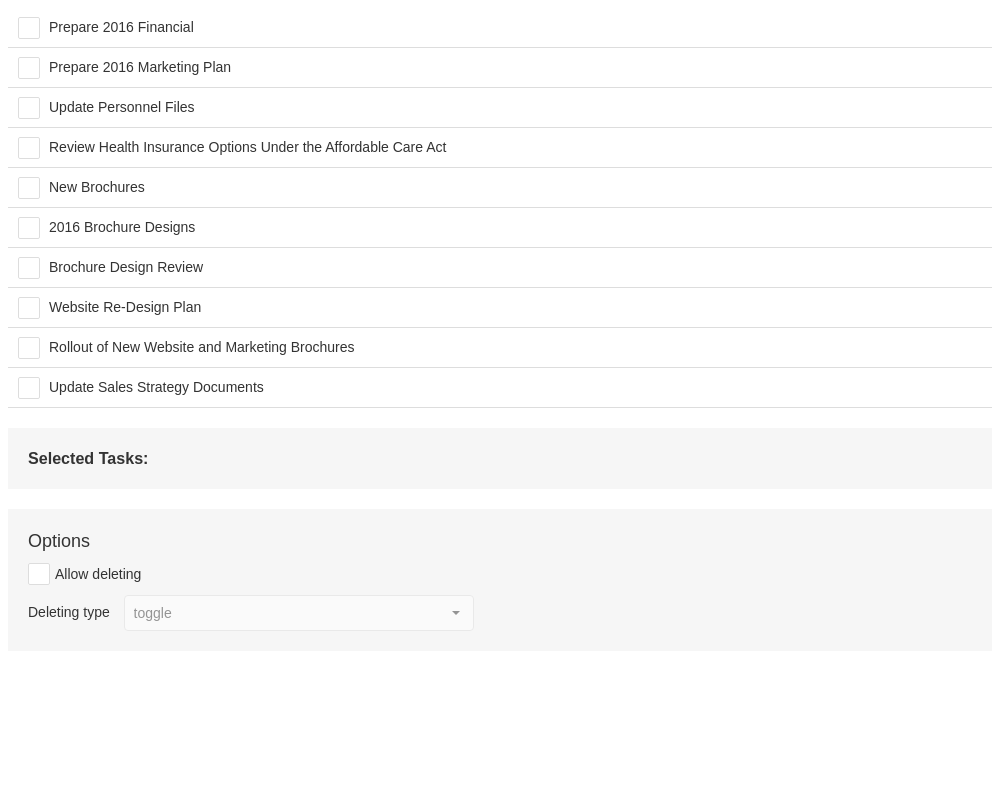 Prepare 2016 Financial
Prepare 2016 Marketing Plan
Update Personnel Files
Review Health Insurance Options Under the Affordable Care Act
New Brochures
2016 Brochure Designs
Brochure Design Review
Website Re-Design Plan
Rollout of New Website and Marketing Brochures
Update Sales Strategy Documents
Selected Tasks:
Options
Allow deleting
Deleting type toggle